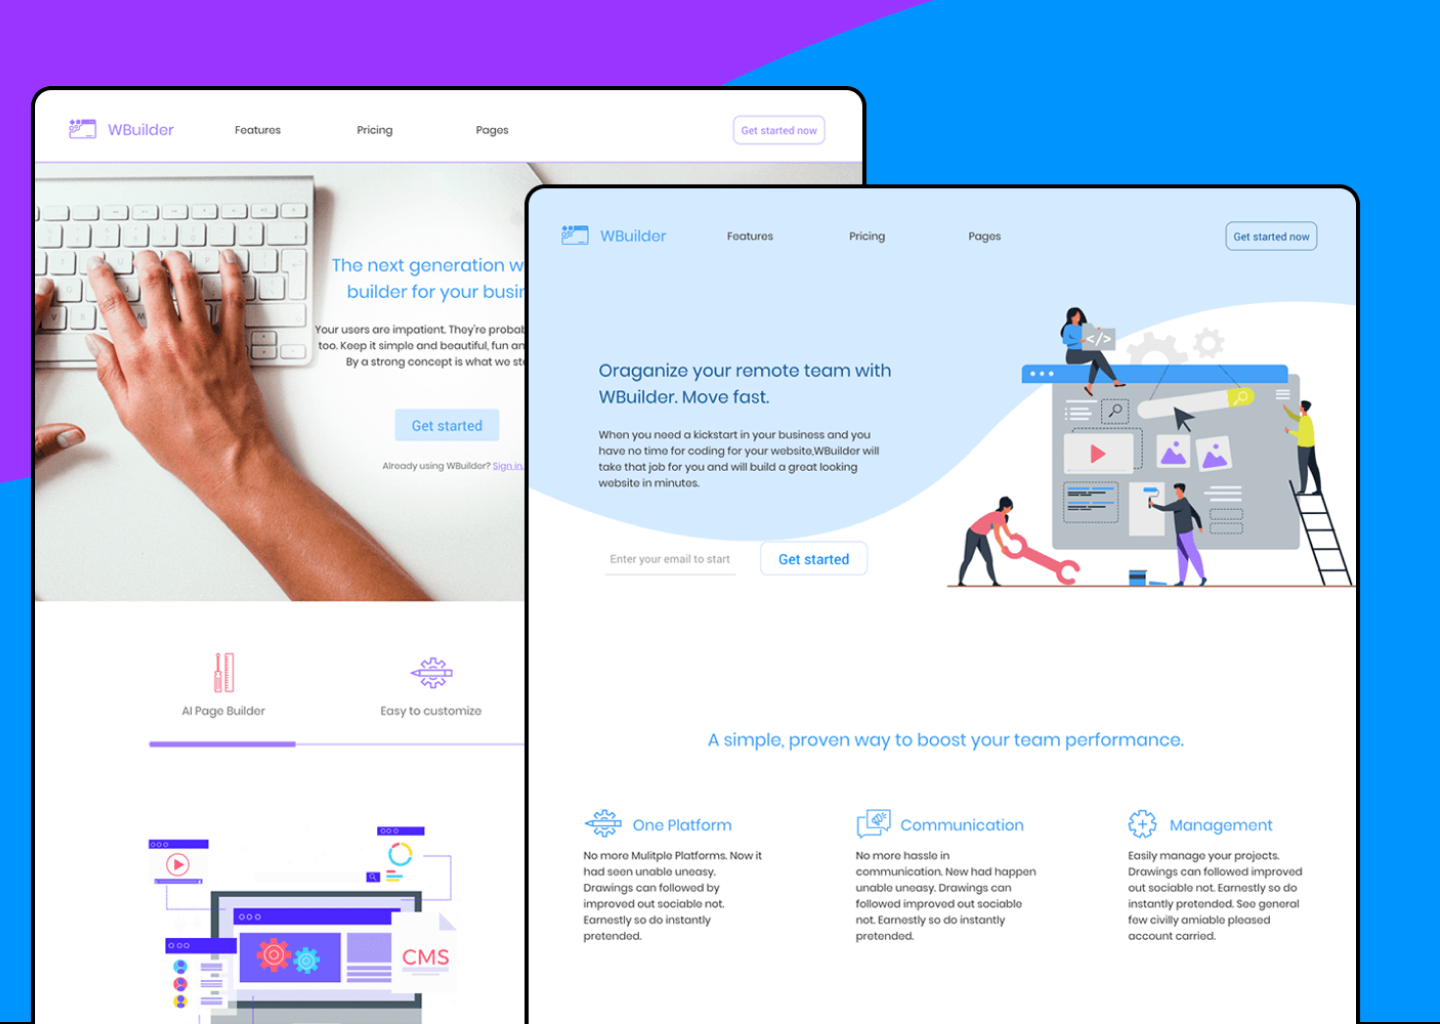 WBuilder
Features
Pricing
Pages
Get started now
The next generation w
builder for your busi
Your users are impatient. They're probab
too. Keep it simple and beautiful, fun an
By a strong concept is what we st
Get started
Already using WBuilder? Sign in.
AI Page Builder
Easy to customize
CMS
WBuilder
Features
Pricing
Pages
Get started now
</>
Oraganize your remote team with
WBuilder. Move fast.
When you need a kickstart in your business and you
have no time for coding for your website,WBuilder will
take that job for you and will build a great looking
website in minutes.
Enter your email to start
Get started
A simple, proven way to boost your team performance.
One Platform
No more Mulitple Platforms. Now it
had seen unable uneasy.
Drawings can followed by
improved out sociable not.
Earnestly so do instantly
pretended.
Communication
No more hassle in
communication. New had happen
unable uneasy. Drawings can
followed improved out sociable
not. Earnestly so do instantly
pretended.
Management
Easily manage your projects.
Drawings can followed improved
out sociable not. Earnestly so do
instantly pretended. See general
few civilly amiable pleased
account carried.